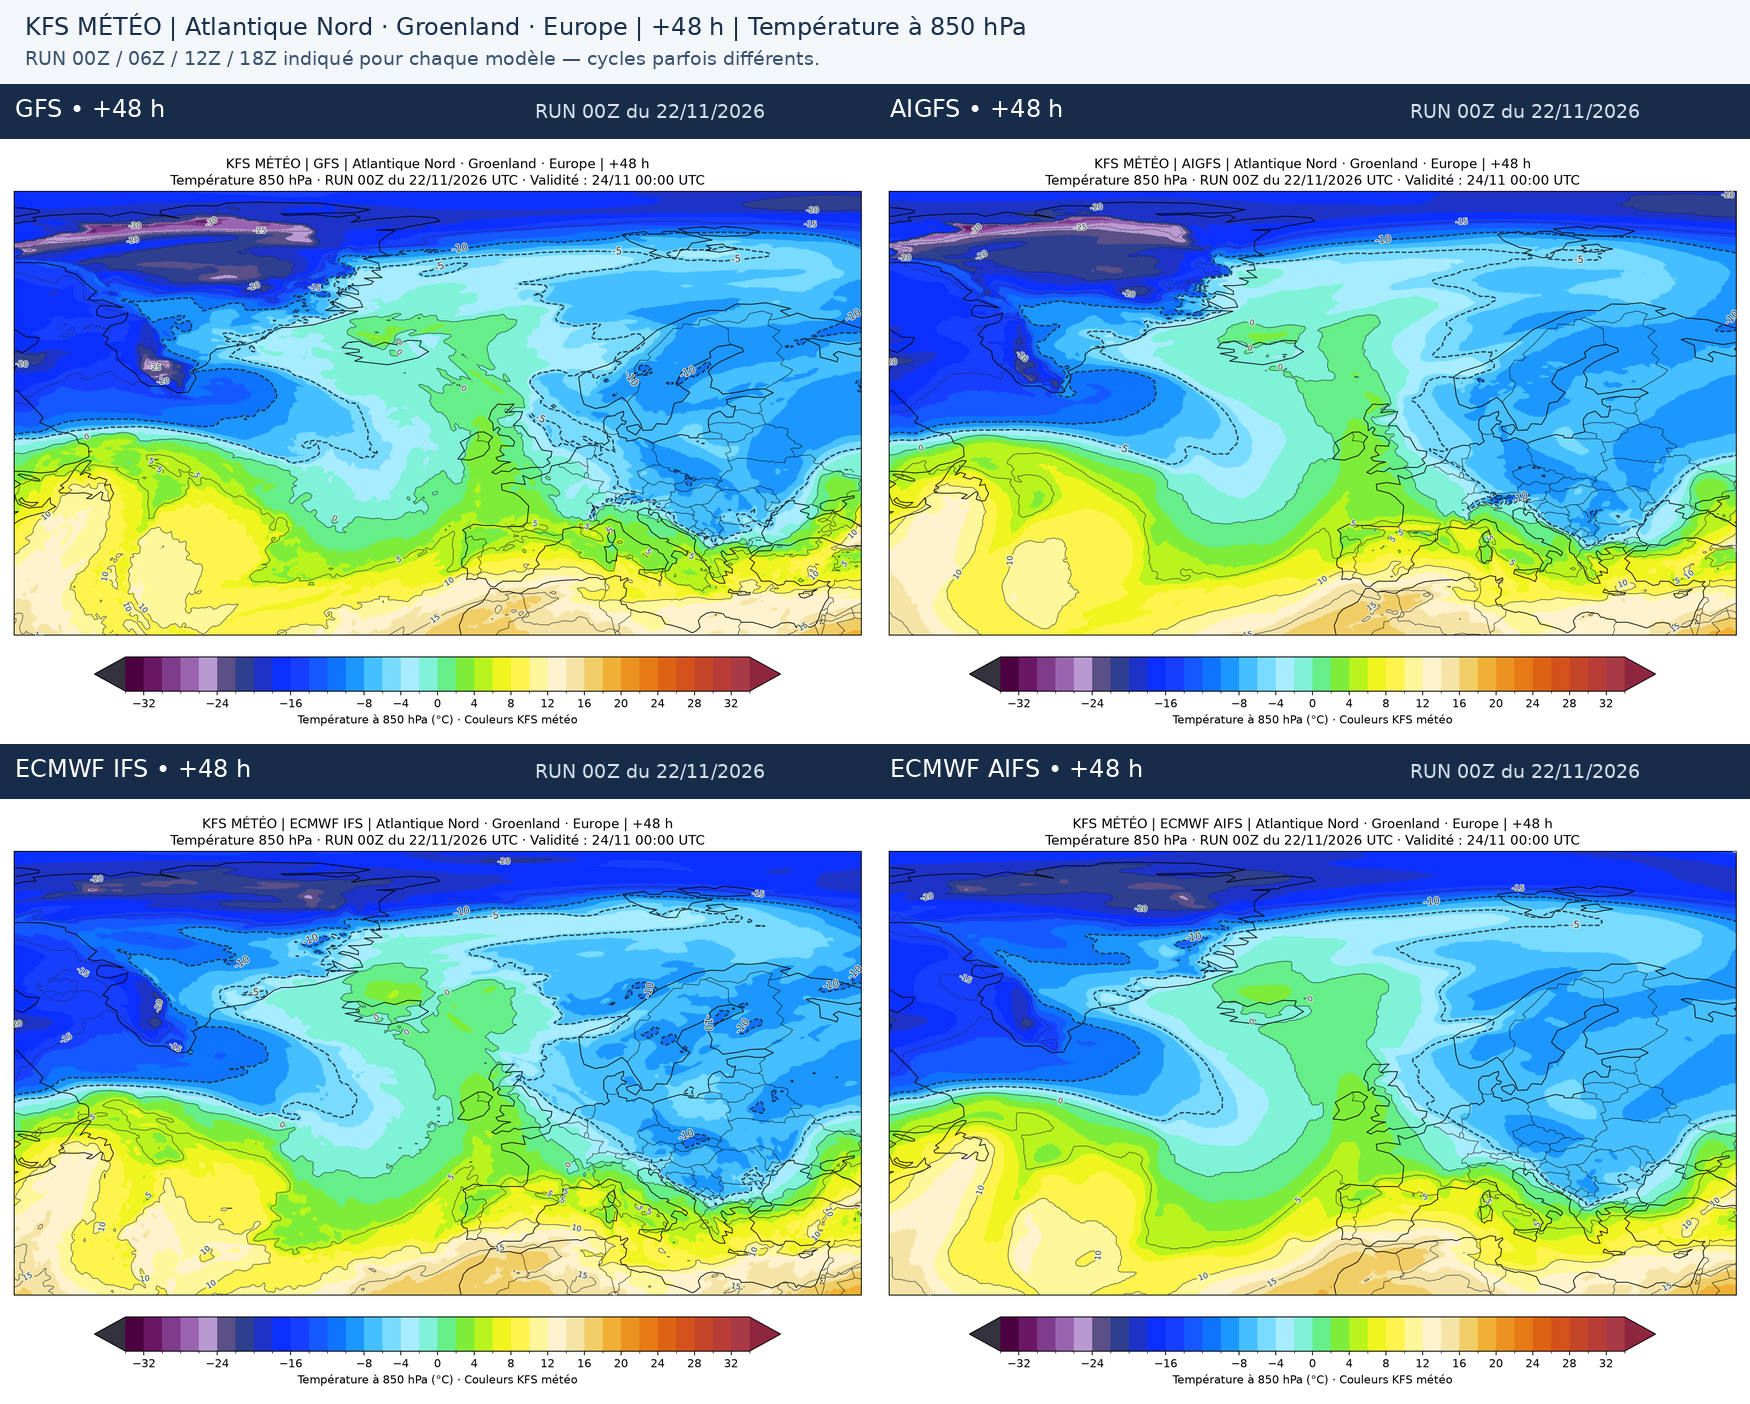 KFS MÉTÉO | Atlantique Nord · Groenland · Europe | +48 h | Température à 850 hPa
RUN 00Z / 06Z / 12Z / 18Z indiqué pour chaque modèle — cycles parfois différents.
GFS • +48 h
RUN 00Z du 22/11/2026
AIGFS • +48 h
RUN 00Z du 22/11/2026
KFS MÉTÉO | GFS | Atlantique Nord · Groenland · Europe | +48 h
Température 850 hPa · RUN 00Z du 22/11/2026 UTC · Validité : 24/11 00:00 UTC
KFS MÉTÉO | AIGFS | Atlantique Nord · Groenland · Europe | +48 h
Température 850 hPa · RUN 00Z du 22/11/2026 UTC · Validité : 24/11 00:00 UTC
−32 −24 −16 −8 −4 0 4 8 12 16 20 24 28 32
Température à 850 hPa (°C) · Couleurs KFS météo
−32 −24 −16 −8 −4 0 4 8 12 16 20 24 28 32
Température à 850 hPa (°C) · Couleurs KFS météo
ECMWF IFS • +48 h
RUN 00Z du 22/11/2026
ECMWF AIFS • +48 h
RUN 00Z du 22/11/2026
KFS MÉTÉO | ECMWF IFS | Atlantique Nord · Groenland · Europe | +48 h
Température 850 hPa · RUN 00Z du 22/11/2026 UTC · Validité : 24/11 00:00 UTC
KFS MÉTÉO | ECMWF AIFS | Atlantique Nord · Groenland · Europe | +48 h
Température 850 hPa · RUN 00Z du 22/11/2026 UTC · Validité : 24/11 00:00 UTC
−32 −24 −16 −8 −4 0 4 8 12 16 20 24 28 32
Température à 850 hPa (°C) · Couleurs KFS météo
−32 −24 −16 −8 −4 0 4 8 12 16 20 24 28 32
Température à 850 hPa (°C) · Couleurs KFS météo